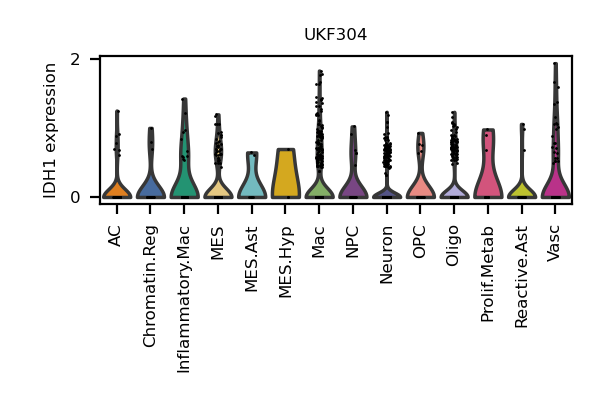 UKF304
IDH1 expression
2
0
AC
Chromatin.Reg
Inflammatory.Mac
MES
MES.Ast
MES.Hyp
Mac
NPC
Neuron
OPC
Oligo
Prolif.Metab
Reactive.Ast
Vasc